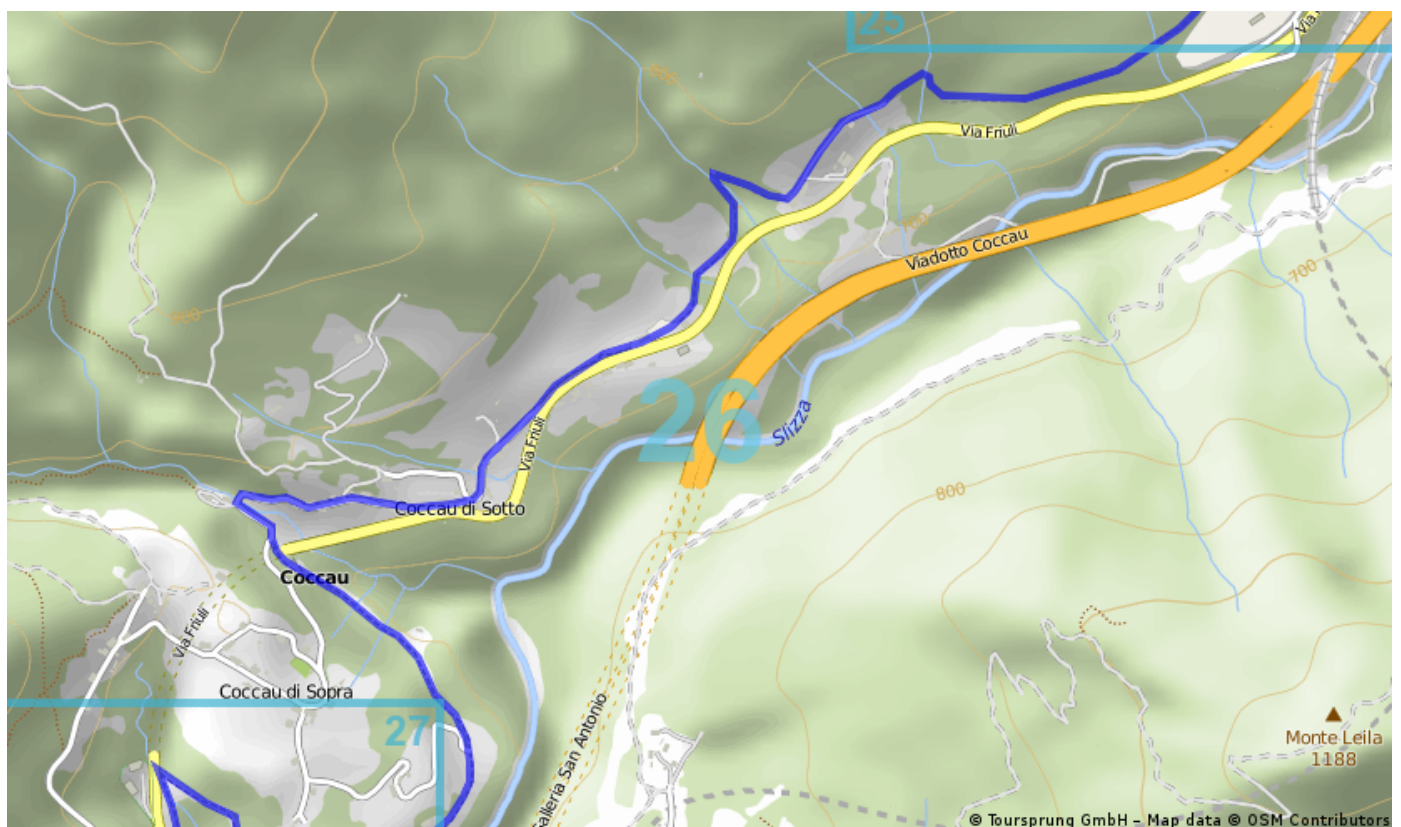 25
Via F
Via Friuli
700
Viadotto Coccau
700
26
Slizza
Via Friuli
800
Coccau di Sotto
Coccau
Via Friuli
Coccau di Sopra
27
Galleria San Antonio
Monte Leila
1188
© Toursprung GmbH – Map data © OSM Contributors